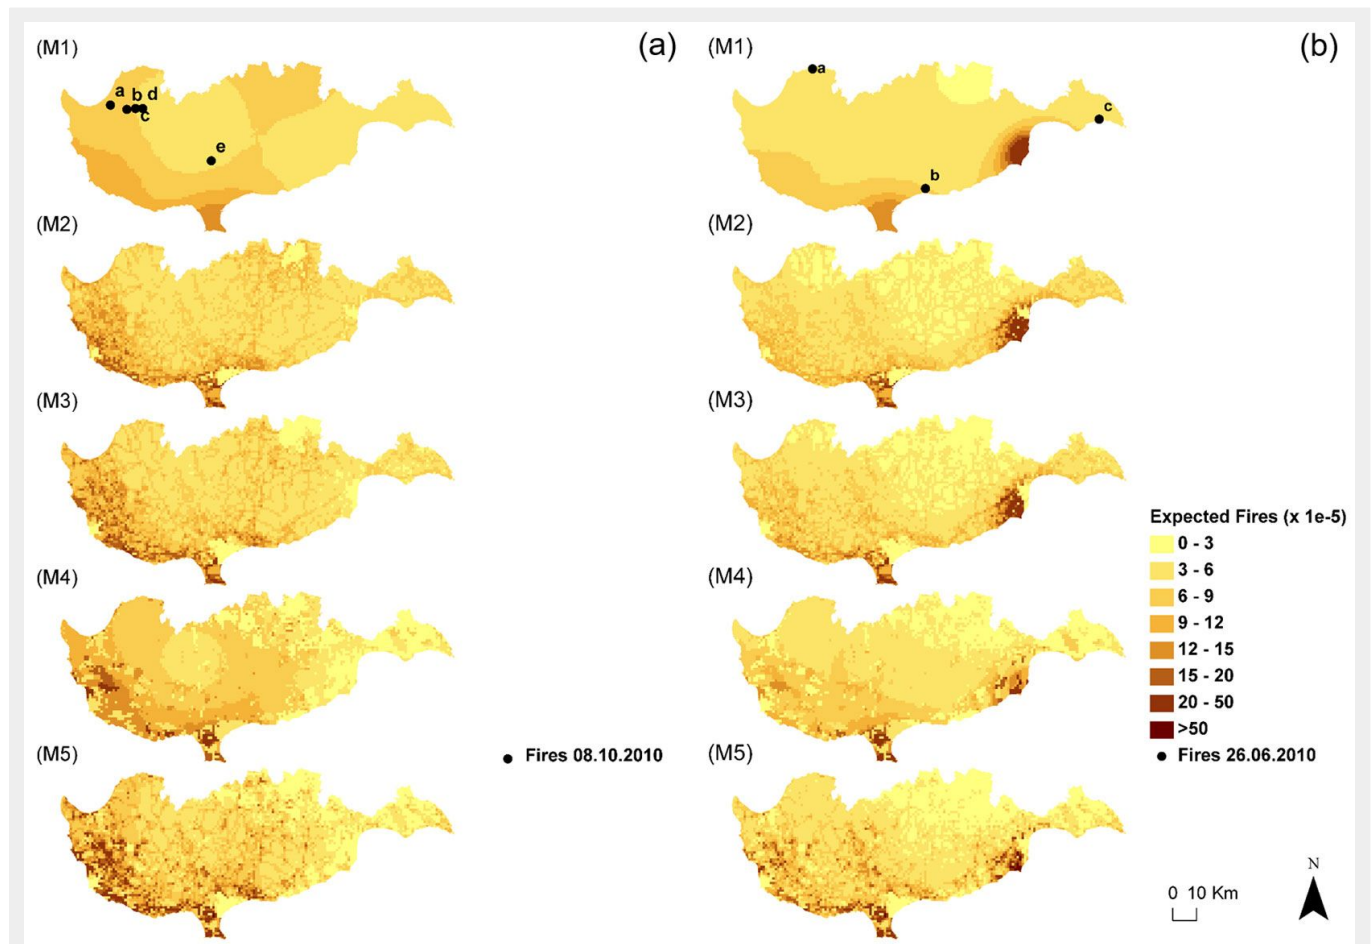 (M1)
(a)
a
b
d
c
e
(M2)
(M3)
(M4)
(M5)
● Fires 08.10.2010
(M1)
(b)
a
c
b
(M2)
(M3)
Expected Fires (x 1e-5)
0 - 3
3 - 6
6 - 9
9 - 12
12 - 15
15 - 20
20 - 50
>50
● Fires 26.06.2010
(M4)
(M5)
N
0 10 Km